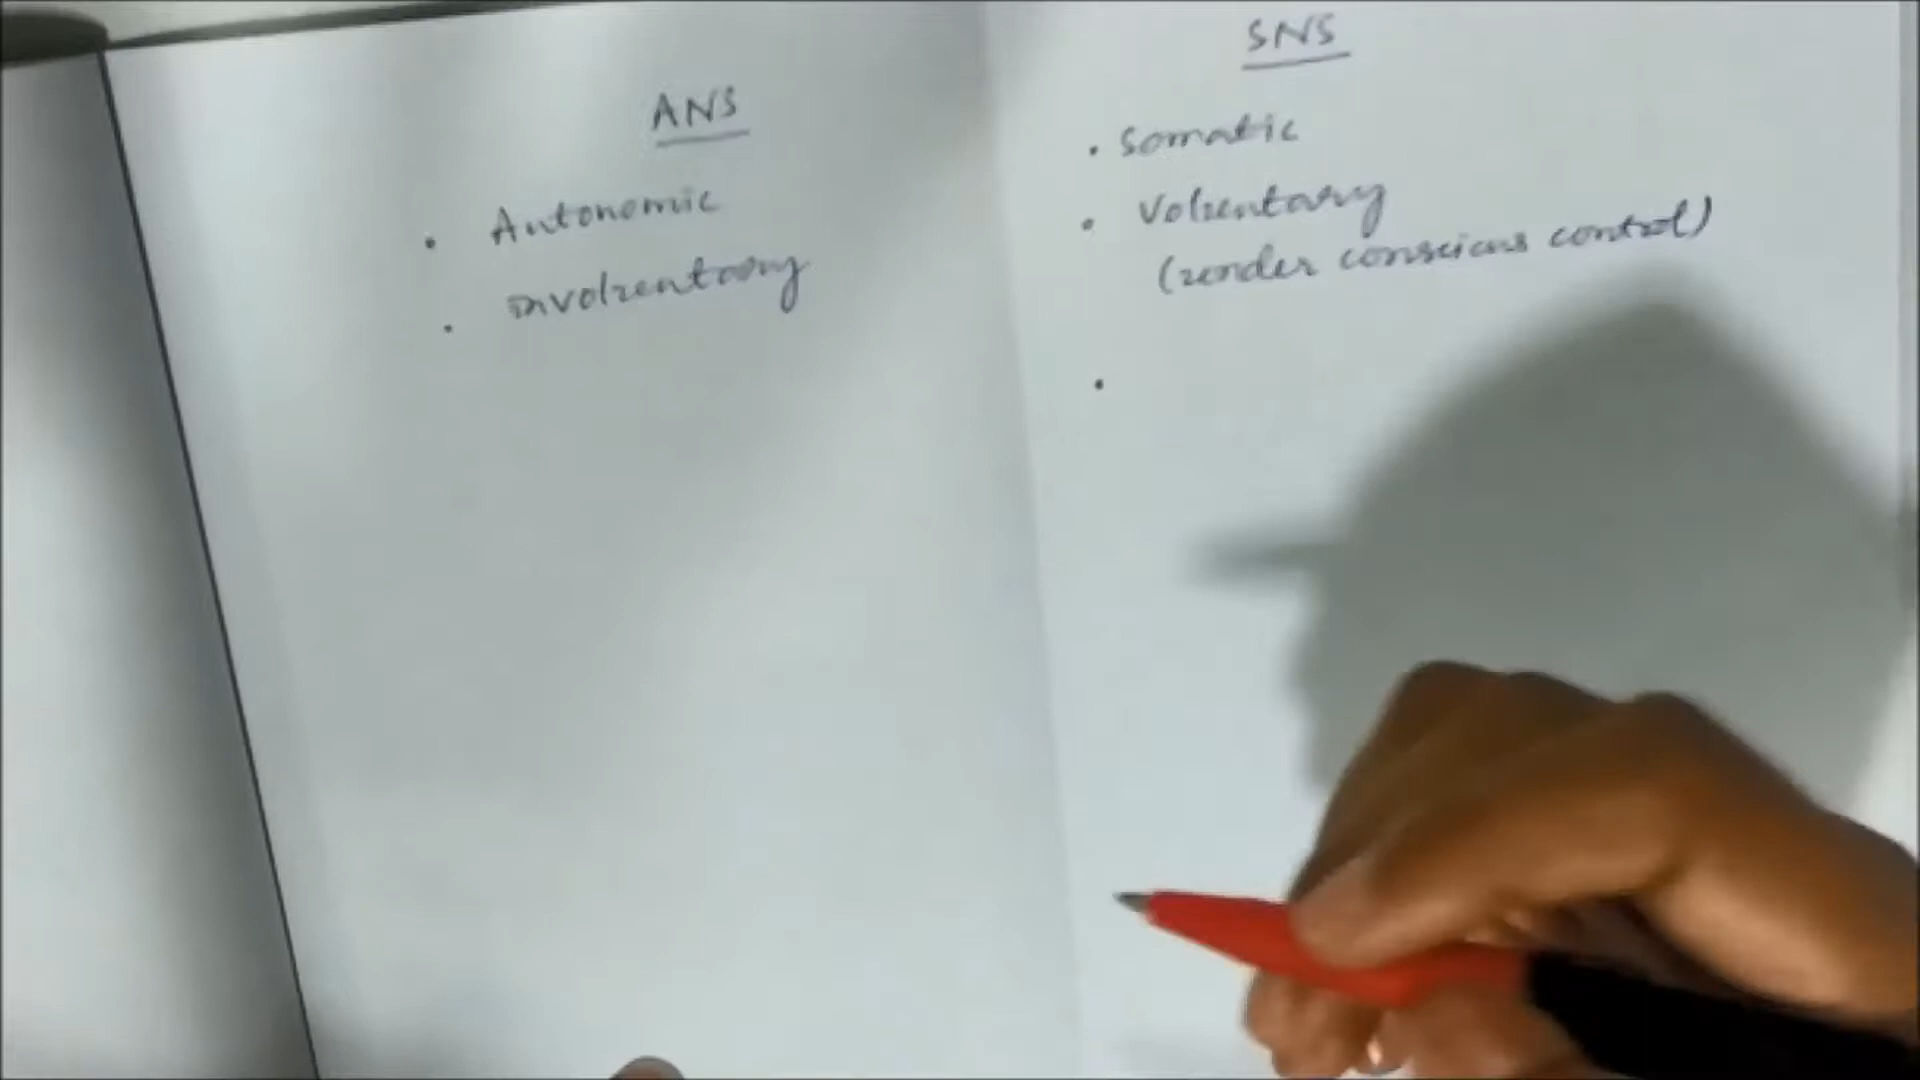 ANS
• Autonomic
• involuntary
SNS
• Somatic
• Voluntary
(under conscious control)
•